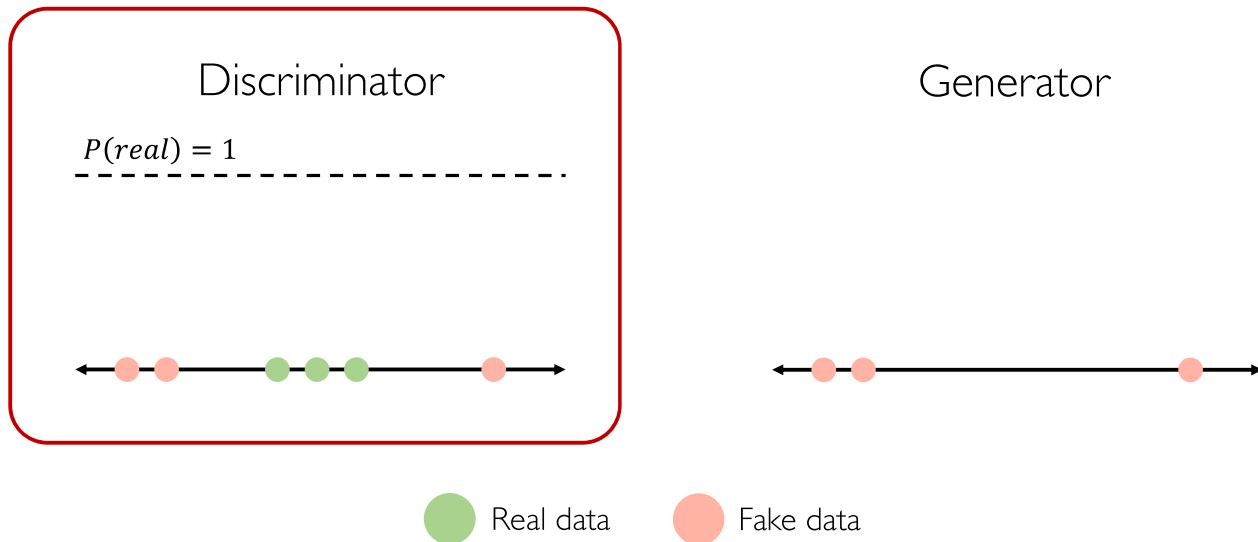 Discriminator
Generator
P(real) = 1
Real data
Fake data